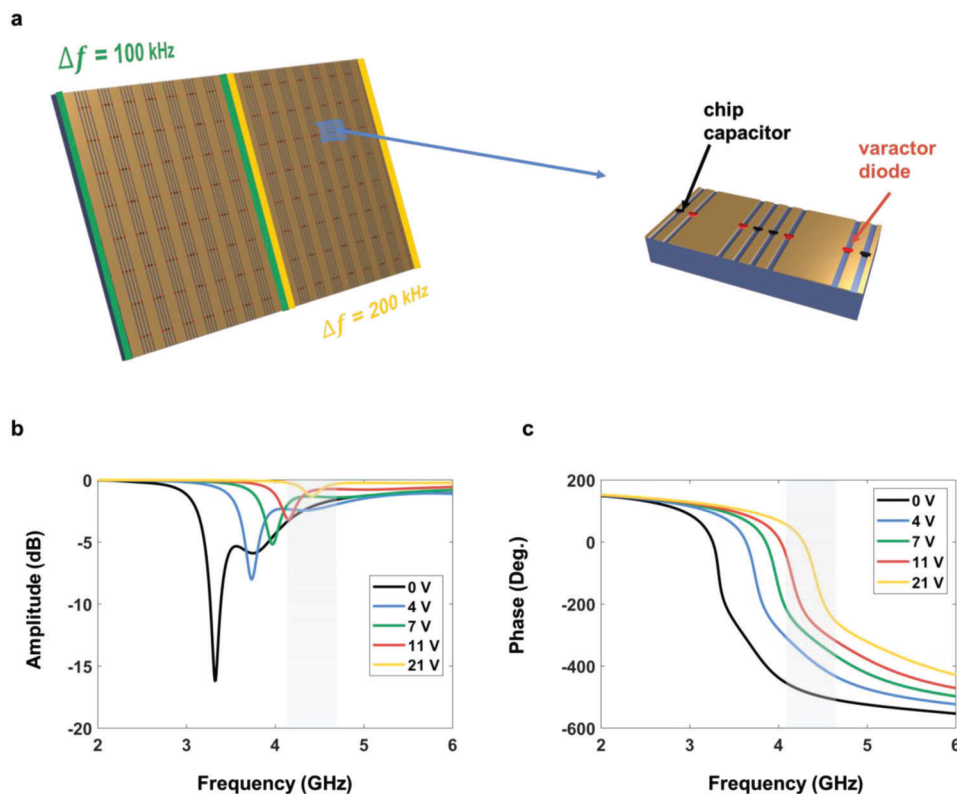 a
Δf = 100 kHz
chip
capacitor
varactor
diode
Δf = 200 kHz
b
c
0
-5
-10
-15
-20
Amplitude (dB)
0 V
4 V
7 V
11 V
21 V
2
3
4
5
6
Frequency (GHz)
200
0
-200
-400
-600
Phase (Deg.)
0 V
4 V
7 V
11 V
21 V
2
3
4
5
6
Frequency (GHz)